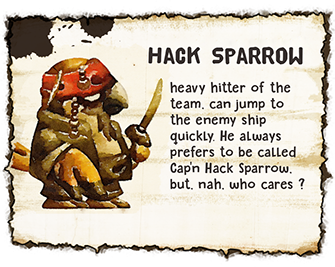 HACK SPARROW
heavy hitter of the
team. can jump to
the enemy ship
quickly. He always
prefers to be called
Cap'n Hack Sparrow.
but. nah. who cares ?